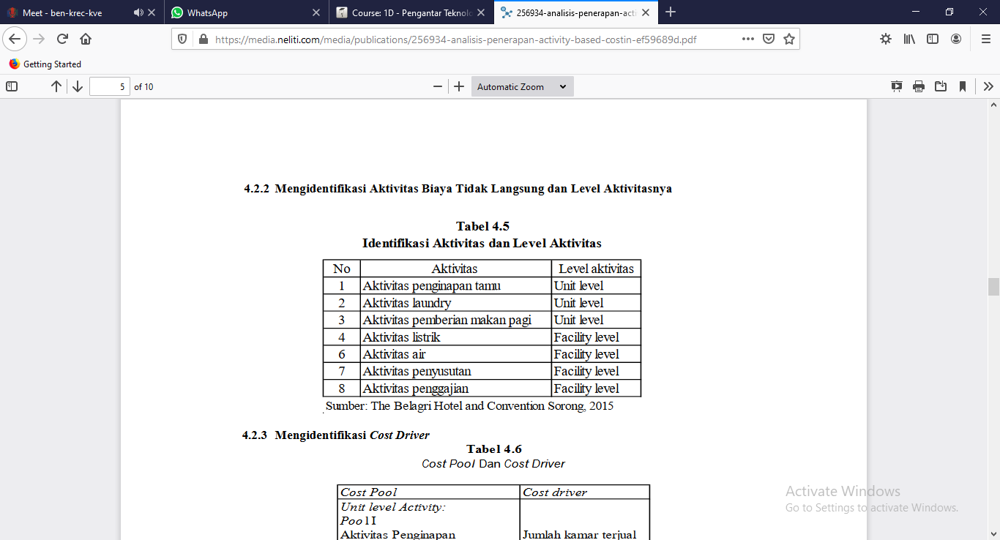 Meet - ben-krec-kve
WhatsApp
Course: 1D - Pengantar Teknolo
256934-analisis-penerapan-acti
https://media.neliti.com/media/publications/256934-analisis-penerapan-activity-based-costin-ef59689d.pdf
Getting Started
5 of 10
Automatic Zoom
4.2.2 Mengidentifikasi Aktivitas Biaya Tidak Langsung dan Level Aktivitasnya
Tabel 4.5
Identifikasi Aktivitas dan Level Aktivitas
No Aktivitas Level aktivitas
1 Aktivitas penginapan tamu Unit level
2 Aktivitas laundry Unit level
3 Aktivitas pemberian makan pagi Unit level
4 Aktivitas listrik Facility level
6 Aktivitas air Facility level
7 Aktivitas penyusutan Facility level
8 Aktivitas penggajian Facility level
Sumber: The Belagri Hotel and Convention Sorong, 2015
4.2.3 Mengidentifikasi Cost Driver
Tabel 4.6
Cost Pool Dan Cost Driver
Cost Pool Cost driver
Unit level Activity:
Pool I
Aktivitas Penginapan Jumlah kamar terjual
Activate Windows
Go to Settings to activate Windows.